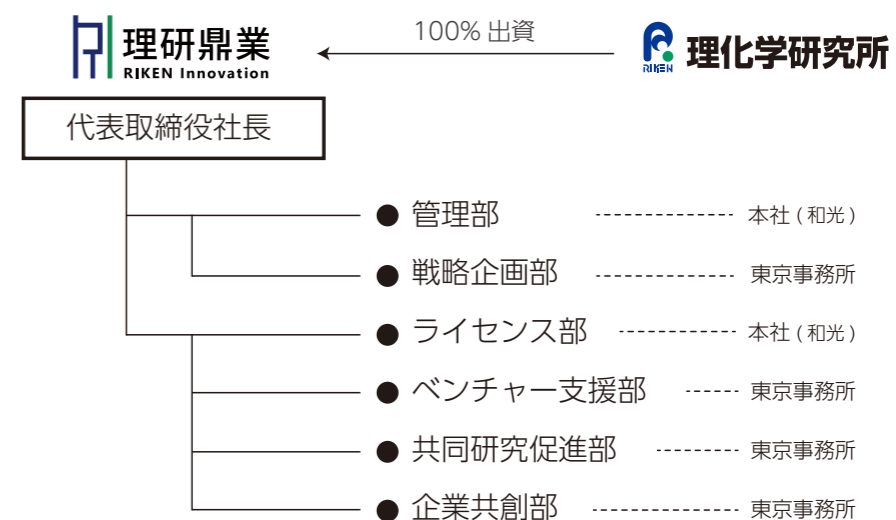 理研鼎業
RIKEN Innovation
100% 出資
RIKEN
理化学研究所
代表取締役社長
● 管理部 本社 ( 和光 )
● 戦略企画部 東京事務所
● ライセンス部 本社 ( 和光 )
● ベンチャー支援部 東京事務所
● 共同研究促進部 東京事務所
● 企業共創部 東京事務所